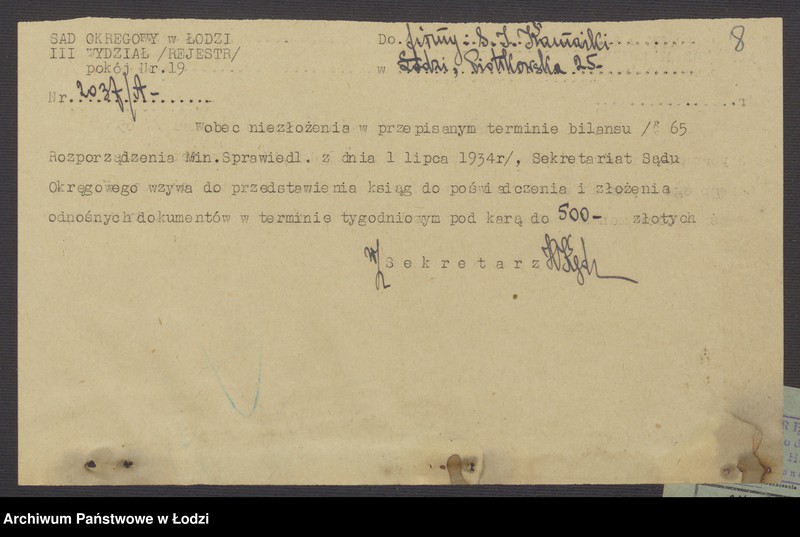 SAD OKRĘGOWY w ŁODZI
III WYDZIAŁ /REJESTR/
pokój Nr.19
Nr. 2037/A-
Do firmy: S. I. Kamaiki
w Łodzi, Piotrkowska 25-
8
Wobec niezłożenia w przepisanym terminie bilansu /§ 65
Rozporządzenia Min.Sprawiedl. z dnia 1 lipca 1934r/, Sekretariat Sądu
Okręgowego wzywa do przedstawienia ksiąg do poświadczenia i złożenia
odnośnych dokumentów w terminie tygodniowym pod karą do 500- złotych
Sekretarz
Archiwum Państwowe w Łodzi